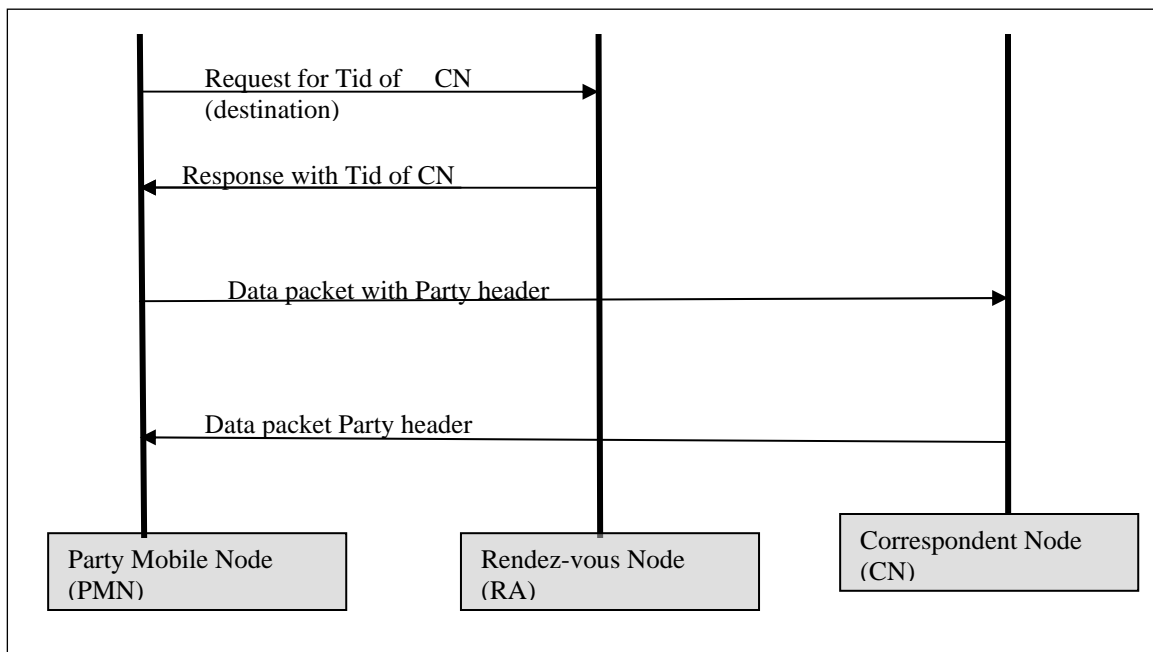 Request for Tid of CN
(destination)
Response with Tid of CN
Data packet with Party header
Data packet Party header
Party Mobile Node
(PMN)
Rendez-vous Node
(RA)
Correspondent Node
(CN)